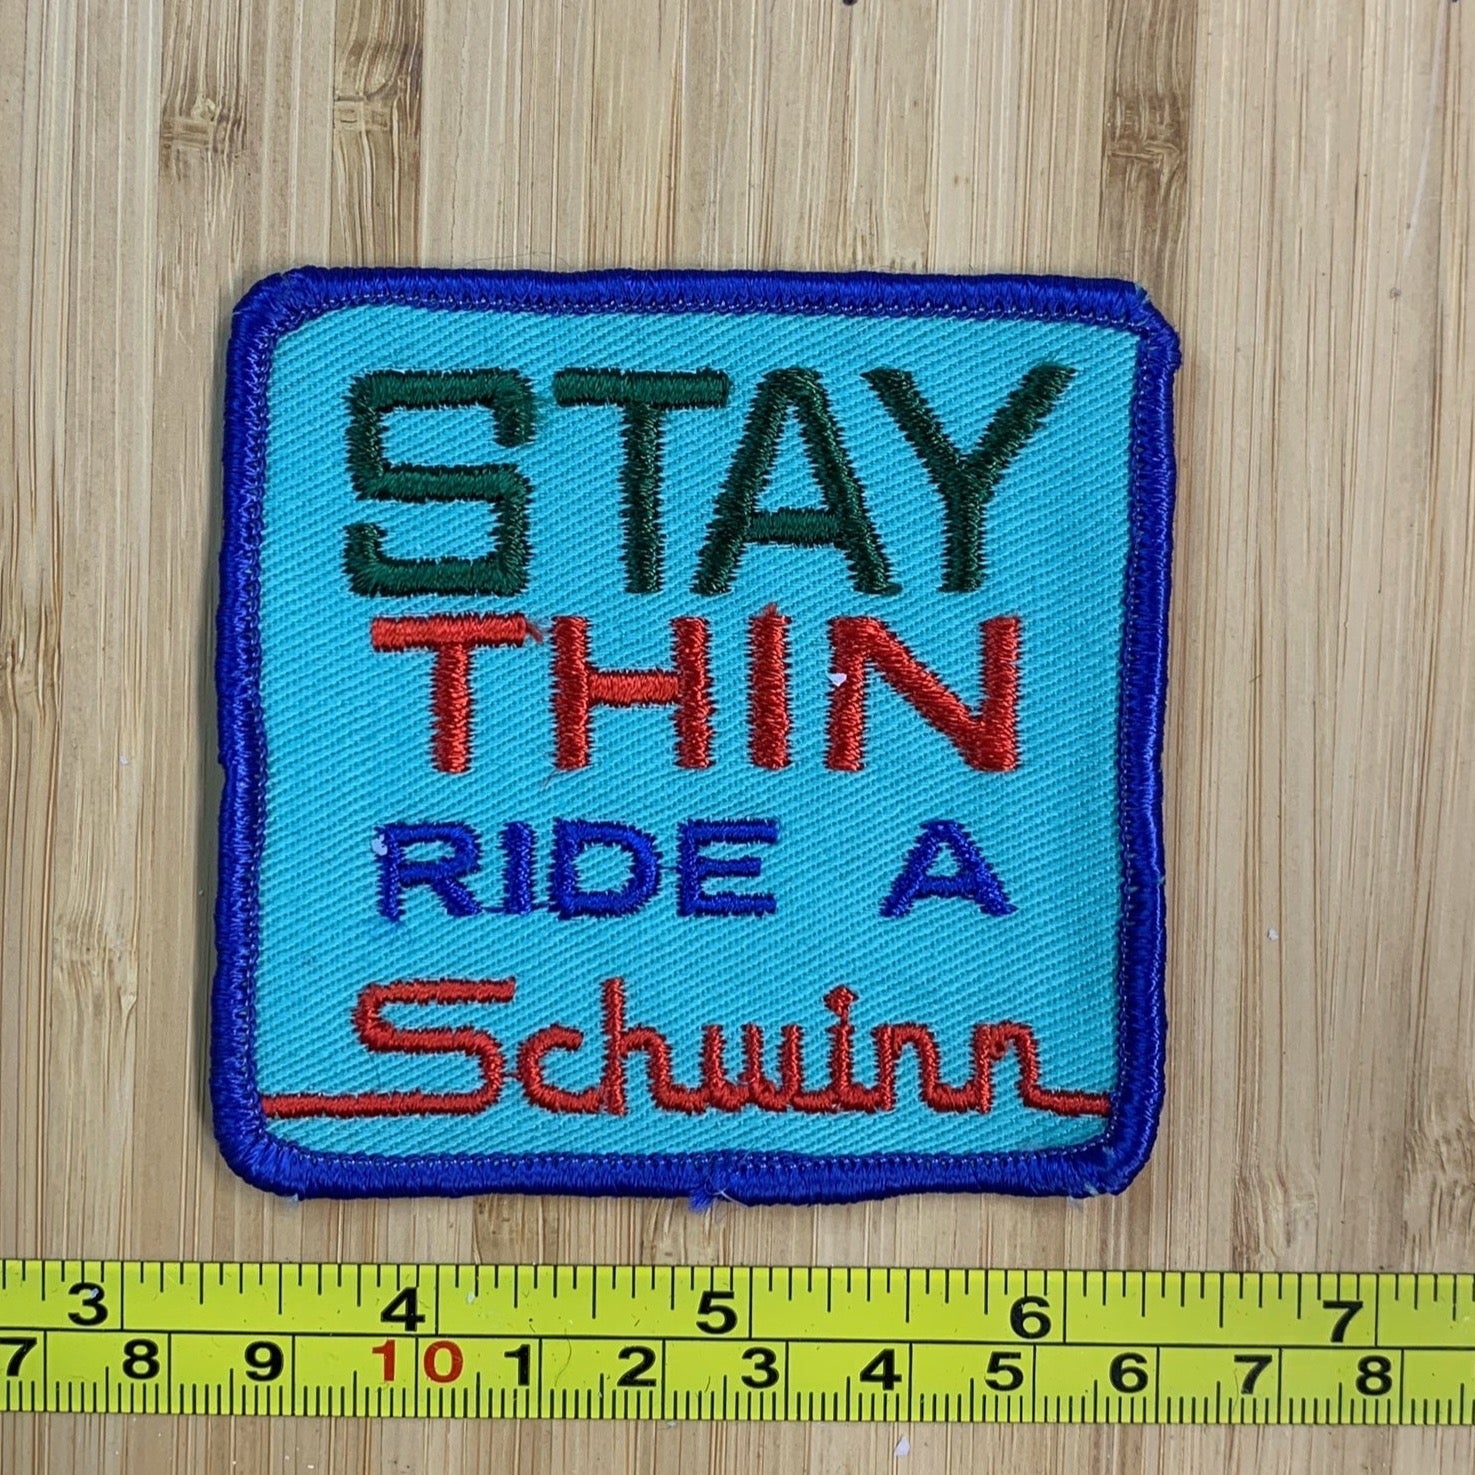 STAY
THIN
RIDE A
Schwinn
3 4 5 6 7
7 8 9 10 1 2 3 4 5 6 7 8